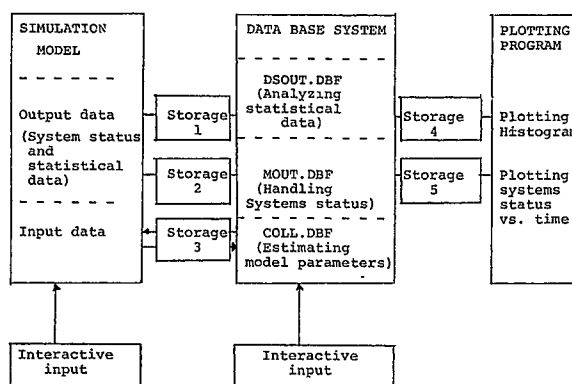 SIMULATION
MODEL
Output data
(System status
and
statistical
data)
Input data
Interactive
input
Storage
1
Storage
2
Storage
3
DATA BASE SYSTEM
DSOUT.DBF
(Analyzing
statistical
data)
MOUT.DBF
(Handling
Systems status)
COLL.DBF
(Estimating
model parameters)
Interactive
input
Storage
4
Storage
5
PLOTTING
PROGRAM
Plotting
Histogram
Plotting
systems
status
vs. time